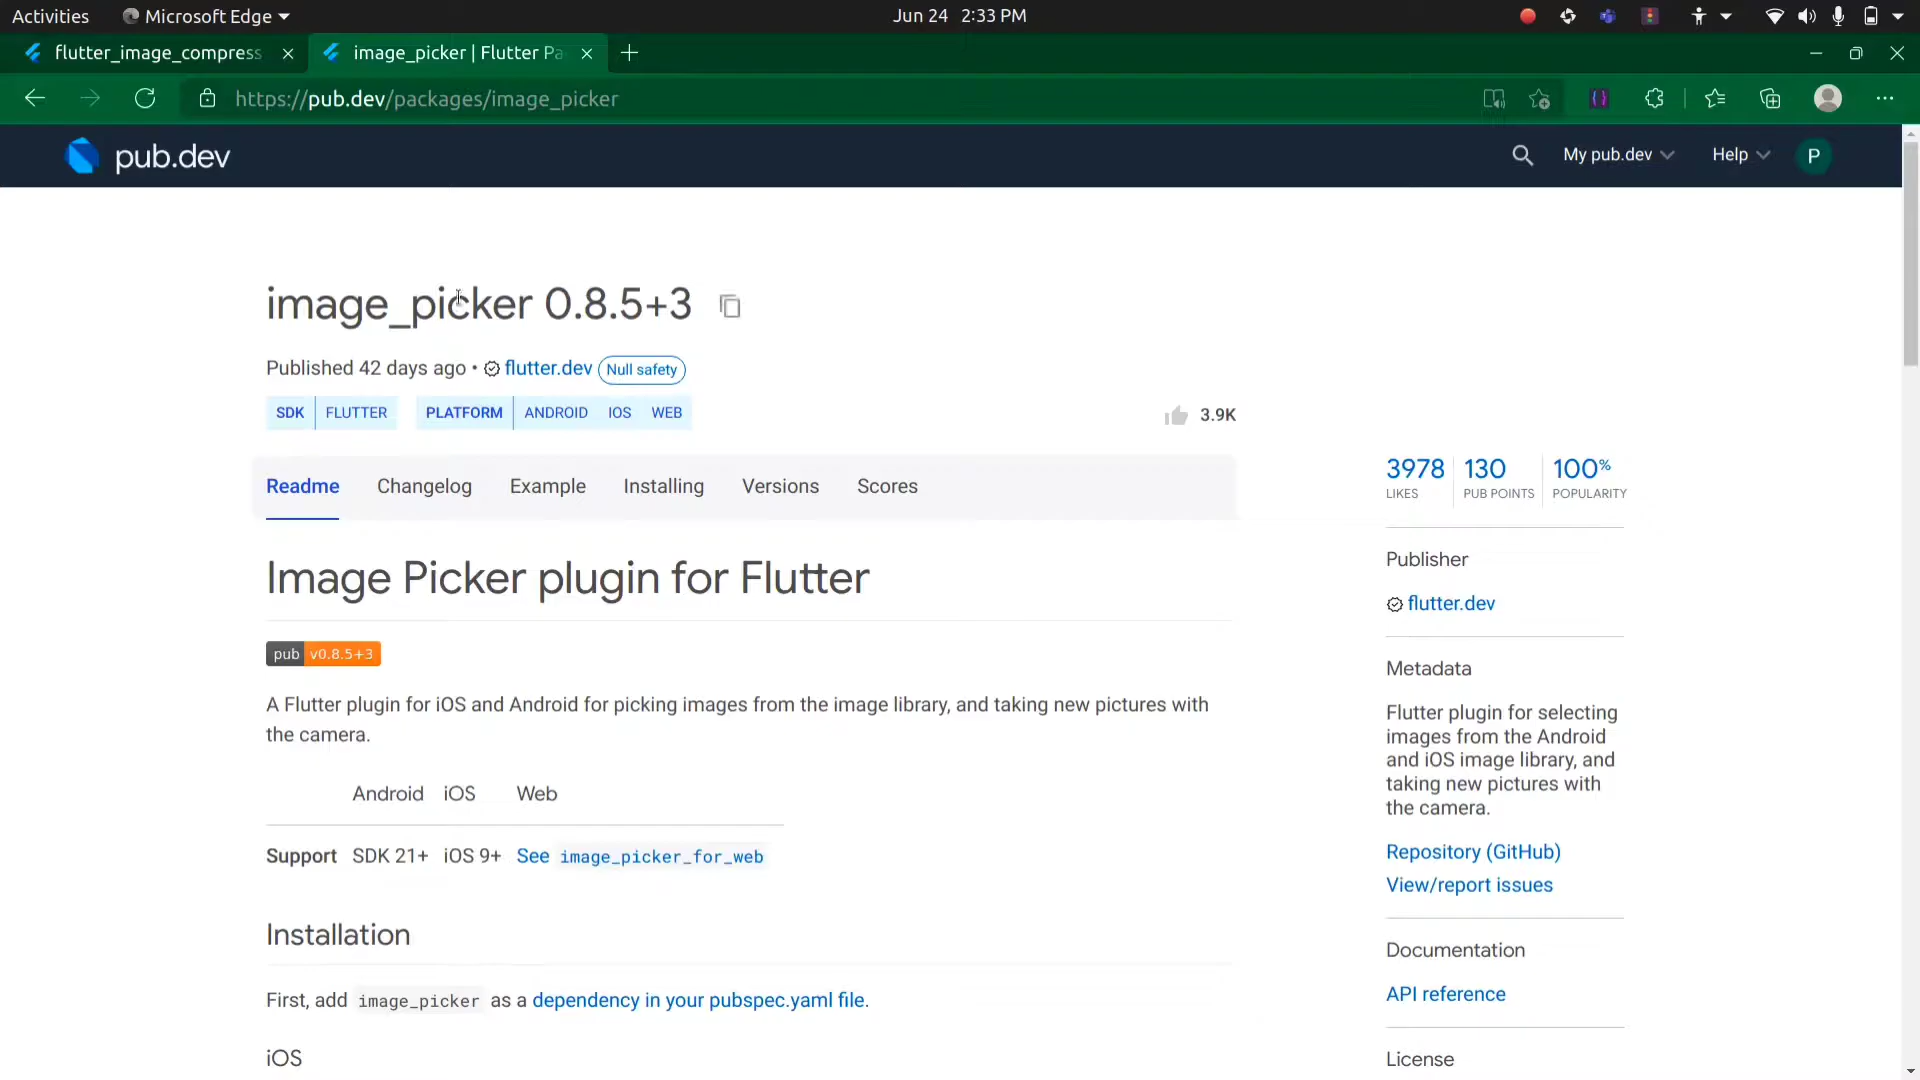 Activities
Microsoft Edge
Jun 24 2:33 PM
flutter_image_compress
image_picker | Flutter Pa
https://pub.dev/packages/image_picker
pub.dev
My pub.dev
Help
P
image_picker 0.8.5+3
Published 42 days ago • flutter.dev Null safety
SDK FLUTTER PLATFORM ANDROID IOS WEB
3.9K
Readme Changelog Example Installing Versions Scores
Image Picker plugin for Flutter
pub v0.8.5+3
A Flutter plugin for iOS and Android for picking images from the image library, and taking new pictures with
the camera.
Android iOS Web
Support SDK 21+ iOS 9+ See image_picker_for_web
Installation
First, add image_picker as a dependency in your pubspec.yaml file.
iOS
3978 130 100%
LIKES PUB POINTS POPULARITY
Publisher
flutter.dev
Metadata
Flutter plugin for selecting
images from the Android
and iOS image library, and
taking new pictures with
the camera.
Repository (GitHub)
View/report issues
Documentation
API reference
License